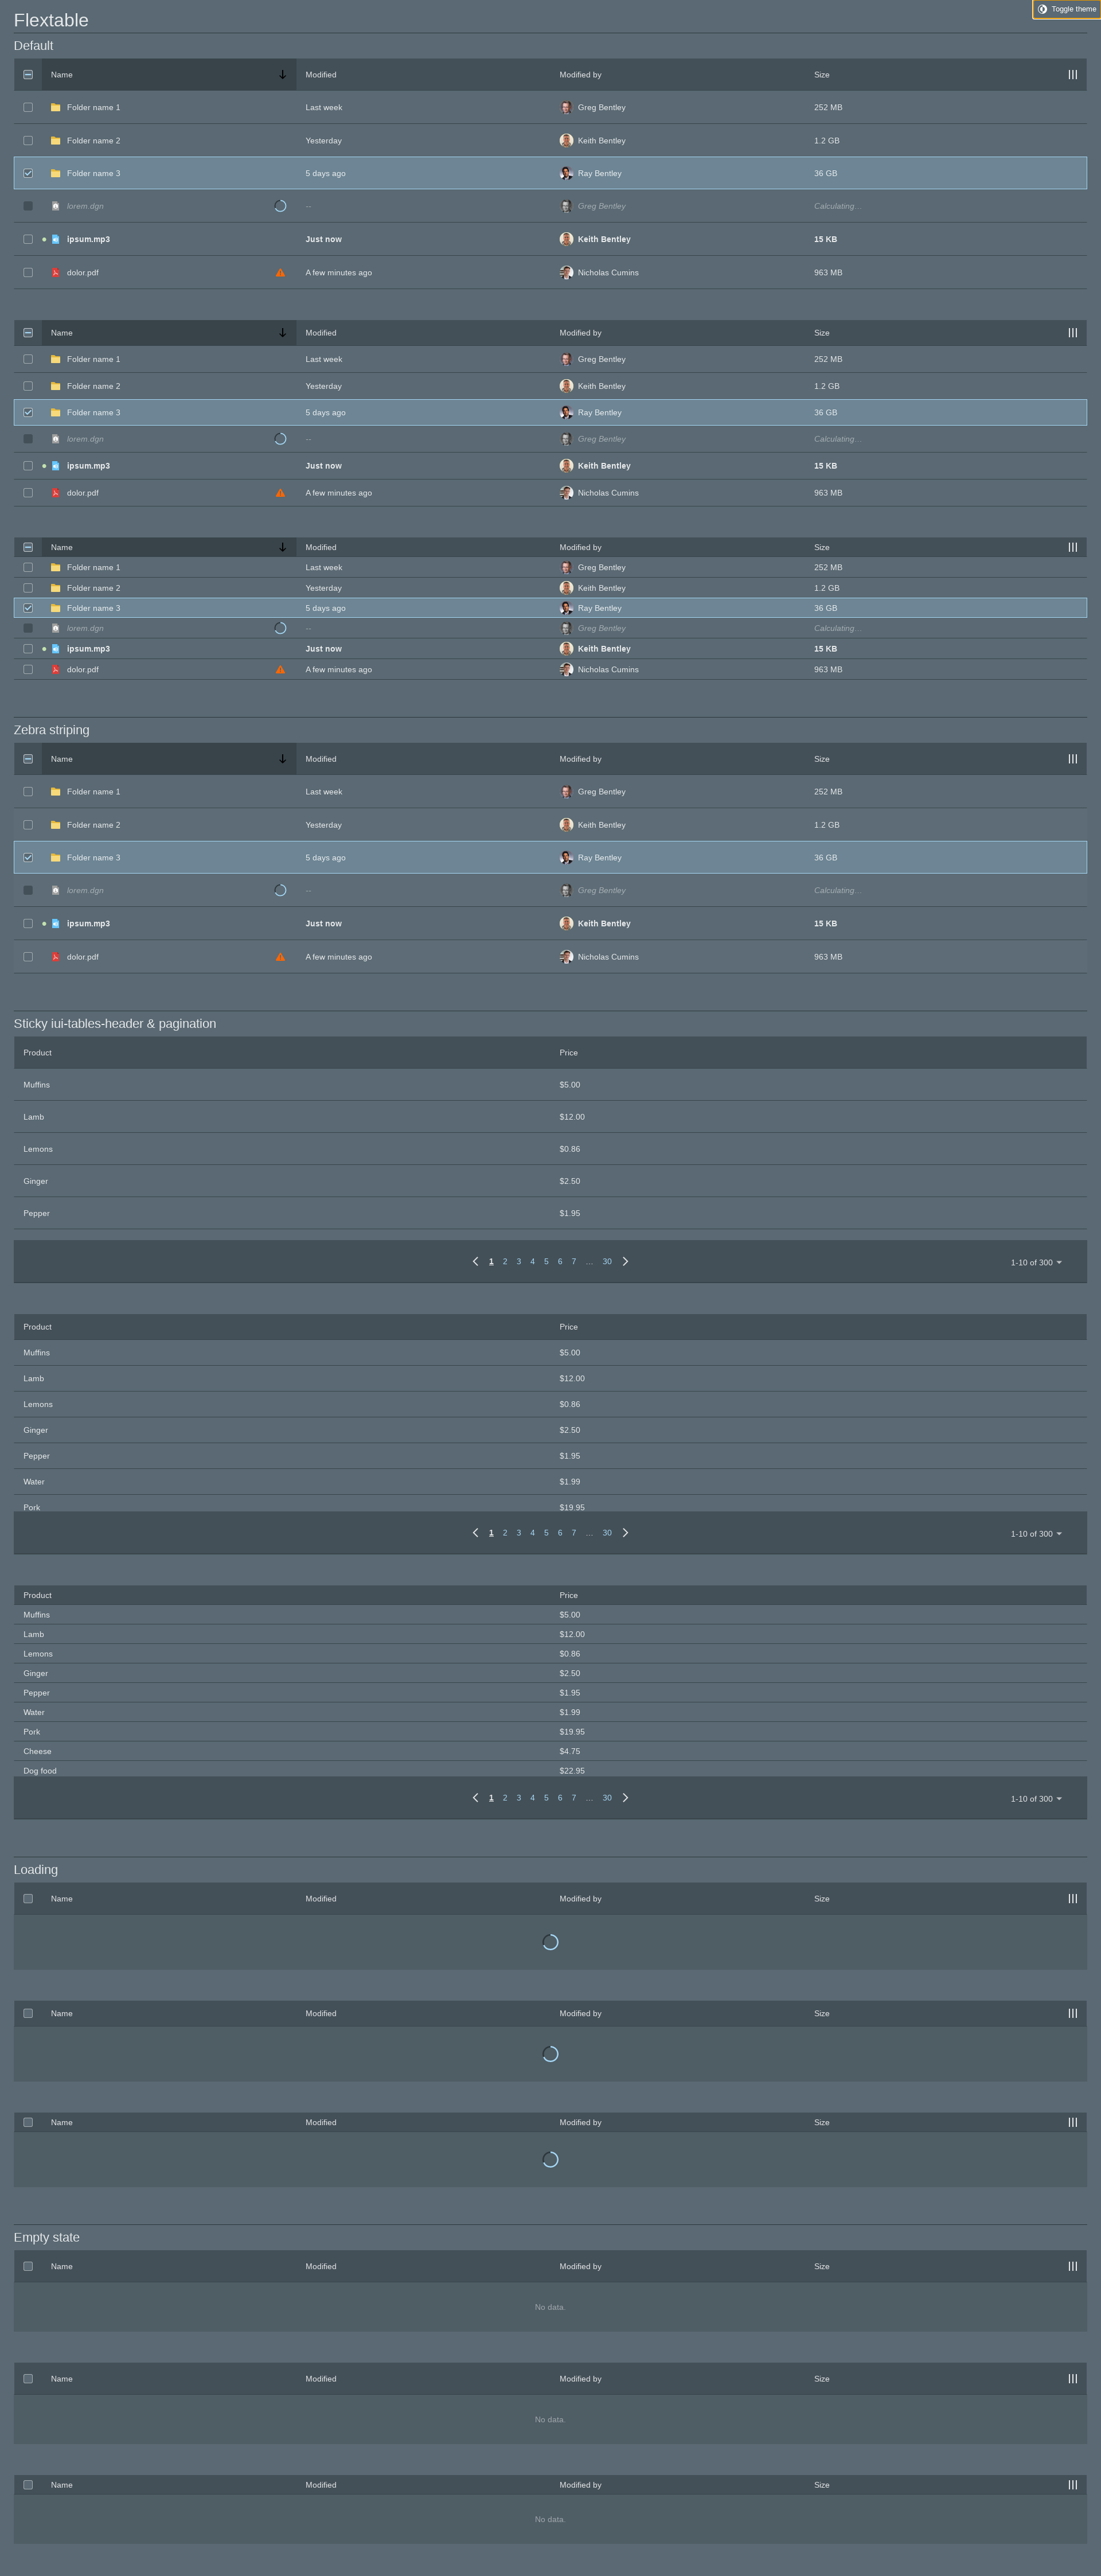 Toggle theme
Flextable
Default
Name Modified Modified by Size
Folder name 1 Last week Greg Bentley 252 MB
Folder name 2 Yesterday Keith Bentley 1.2 GB
Folder name 3 5 days ago Ray Bentley 36 GB
lorem.dgn -- Greg Bentley Calculating...
ipsum.mp3 Just now Keith Bentley 15 KB
dolor.pdf A few minutes ago Nicholas Cumins 963 MB
Name Modified Modified by Size
Folder name 1 Last week Greg Bentley 252 MB
Folder name 2 Yesterday Keith Bentley 1.2 GB
Folder name 3 5 days ago Ray Bentley 36 GB
lorem.dgn -- Greg Bentley Calculating...
ipsum.mp3 Just now Keith Bentley 15 KB
dolor.pdf A few minutes ago Nicholas Cumins 963 MB
Name Modified Modified by Size
Folder name 1 Last week Greg Bentley 252 MB
Folder name 2 Yesterday Keith Bentley 1.2 GB
Folder name 3 5 days ago Ray Bentley 36 GB
lorem.dgn -- Greg Bentley Calculating...
ipsum.mp3 Just now Keith Bentley 15 KB
dolor.pdf A few minutes ago Nicholas Cumins 963 MB
Zebra striping
Name Modified Modified by Size
Folder name 1 Last week Greg Bentley 252 MB
Folder name 2 Yesterday Keith Bentley 1.2 GB
Folder name 3 5 days ago Ray Bentley 36 GB
lorem.dgn -- Greg Bentley Calculating...
ipsum.mp3 Just now Keith Bentley 15 KB
dolor.pdf A few minutes ago Nicholas Cumins 963 MB
Sticky iui-tables-header & pagination
Product Price
Muffins $5.00
Lamb $12.00
Lemons $0.86
Ginger $2.50
Pepper $1.95
1 2 3 4 5 6 7 ... 30 1-10 of 300
Product Price
Muffins $5.00
Lamb $12.00
Lemons $0.86
Ginger $2.50
Pepper $1.95
Water $1.99
Pork $19.95
1 2 3 4 5 6 7 ... 30 1-10 of 300
Product Price
Muffins $5.00
Lamb $12.00
Lemons $0.86
Ginger $2.50
Pepper $1.95
Water $1.99
Pork $19.95
Cheese $4.75
Dog food $22.95
1 2 3 4 5 6 7 ... 30 1-10 of 300
Loading
Name Modified Modified by Size
Name Modified Modified by Size
Name Modified Modified by Size
Empty state
Name Modified Modified by Size
No data.
Name Modified Modified by Size
No data.
Name Modified Modified by Size
No data.